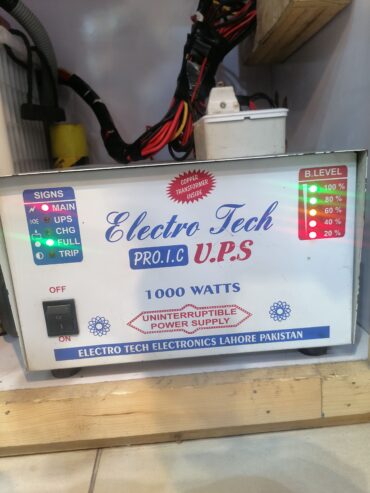 SIGNS
MAIN
UPS
CHG
FULL
TRIP
COPPER
TRANSFORMER
INSIDE
B.LEVEL
100 %
80 %
60 %
40 %
20 %
Electro Tech
PRO.I.C U.P.S
1000 WATTS
OFF
ON
UNINTERRUPTIBLE
POWER SUPPLY
ELECTRO TECH ELECTRONICS LAHORE PAKISTAN